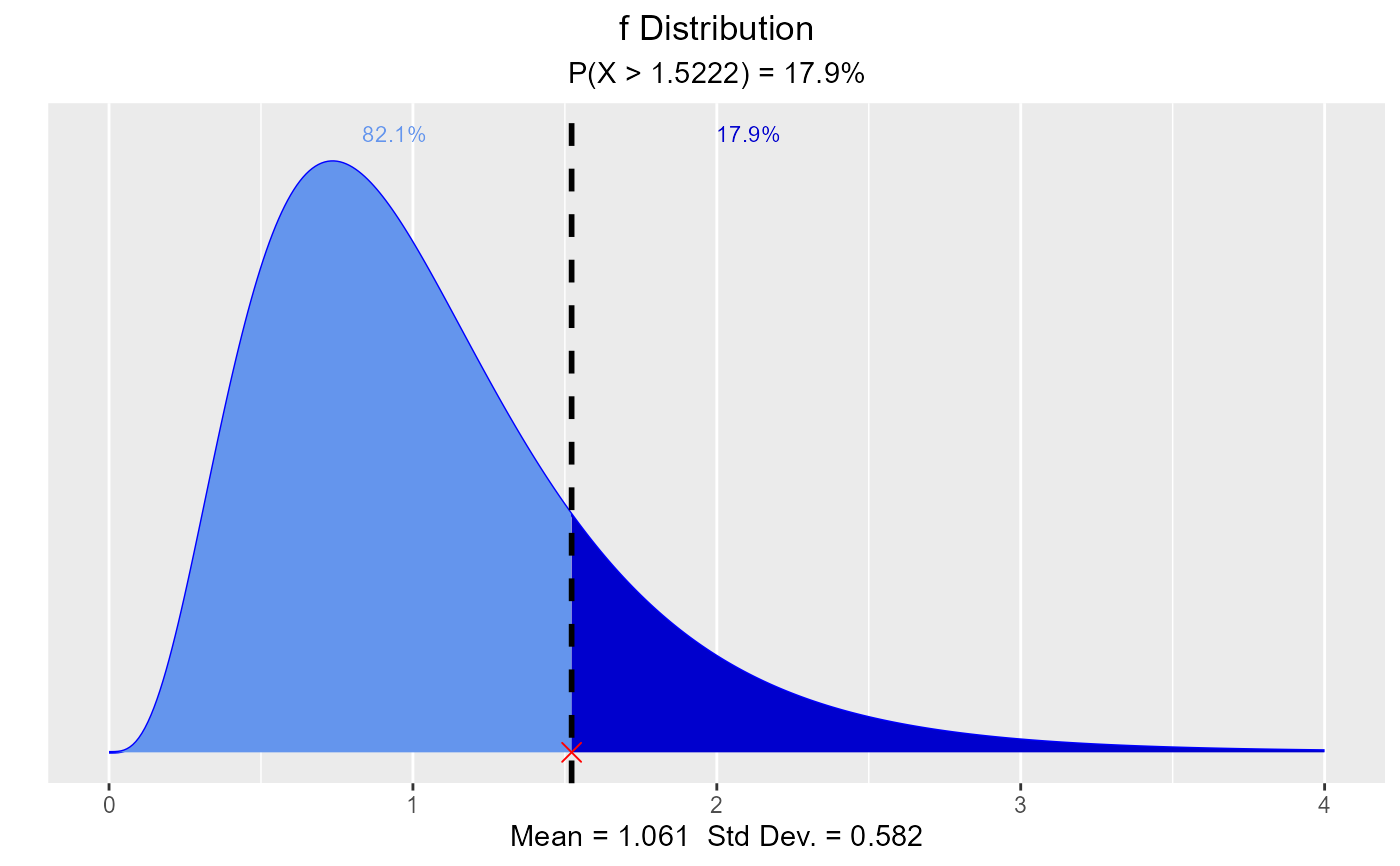 f Distribution
P(X > 1.5222) = 17.9%
82.1%
17.9%
0 1 2 3 4
Mean = 1.061  Std Dev. = 0.582